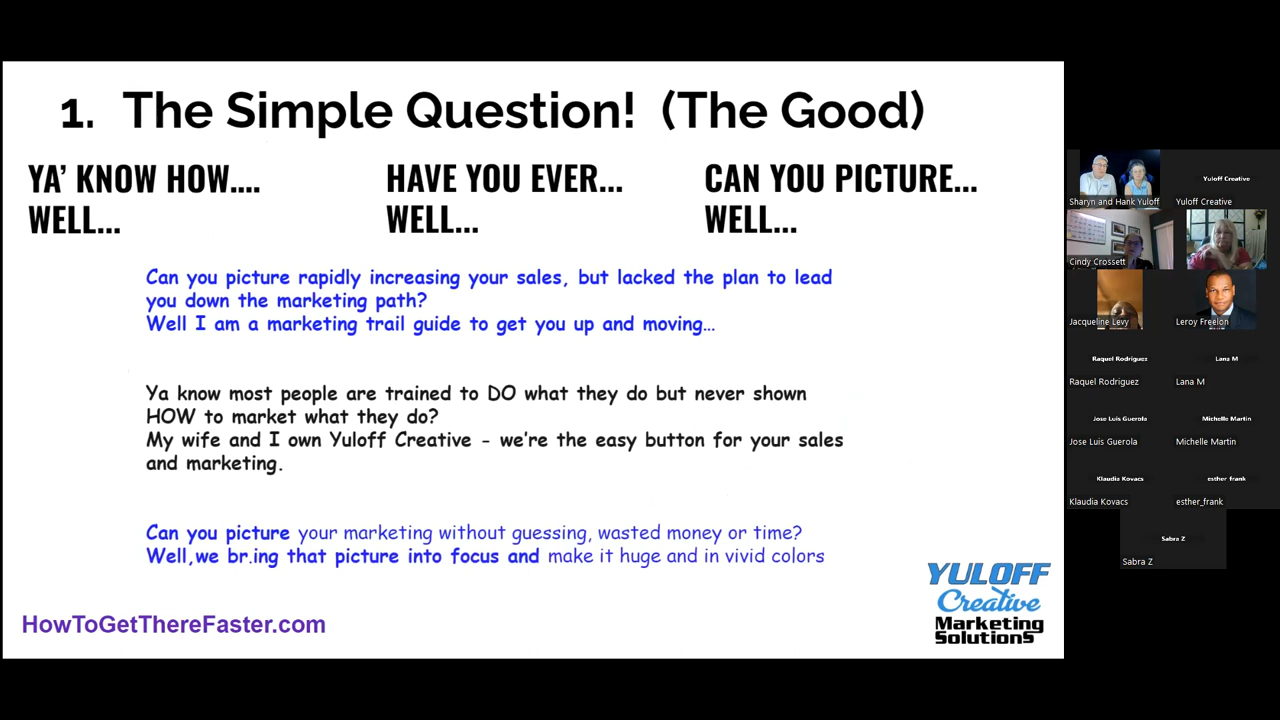 1. The Simple Question! (The Good)
YA' KNOW HOW....
WELL...
HAVE YOU EVER...
WELL...
CAN YOU PICTURE...
WELL...
Can you picture rapidly increasing your sales, but lacked the plan to lead
you down the marketing path?
Well I am a marketing trail guide to get you up and moving...
Ya know most people are trained to DO what they do but never shown
HOW to market what they do?
My wife and I own Yuloff Creative - we're the easy button for your sales
and marketing.
Can you picture your marketing without guessing, wasted money or time?
Well,we br.ing that picture into focus and make it huge and in vivid colors
HowToGetThereFaster.com
YULOFF
Creative
Marketing
Solutions
Sharyn and Hank Yuloff
Yuloff Creative
Yuloff Creative
Cindy Crossett
Jacqueline Levy
Leroy Freelon
Raquel Rodriguez
Raquel Rodriguez
Lana M
Lana M
Jose Luis Guerola
Jose Luis Guerola
Michelle Martin
Michelle Martin
Klaudia Kovacs
Klaudia Kovacs
esther_frank
esther_frank
Sabra Z
Sabra Z